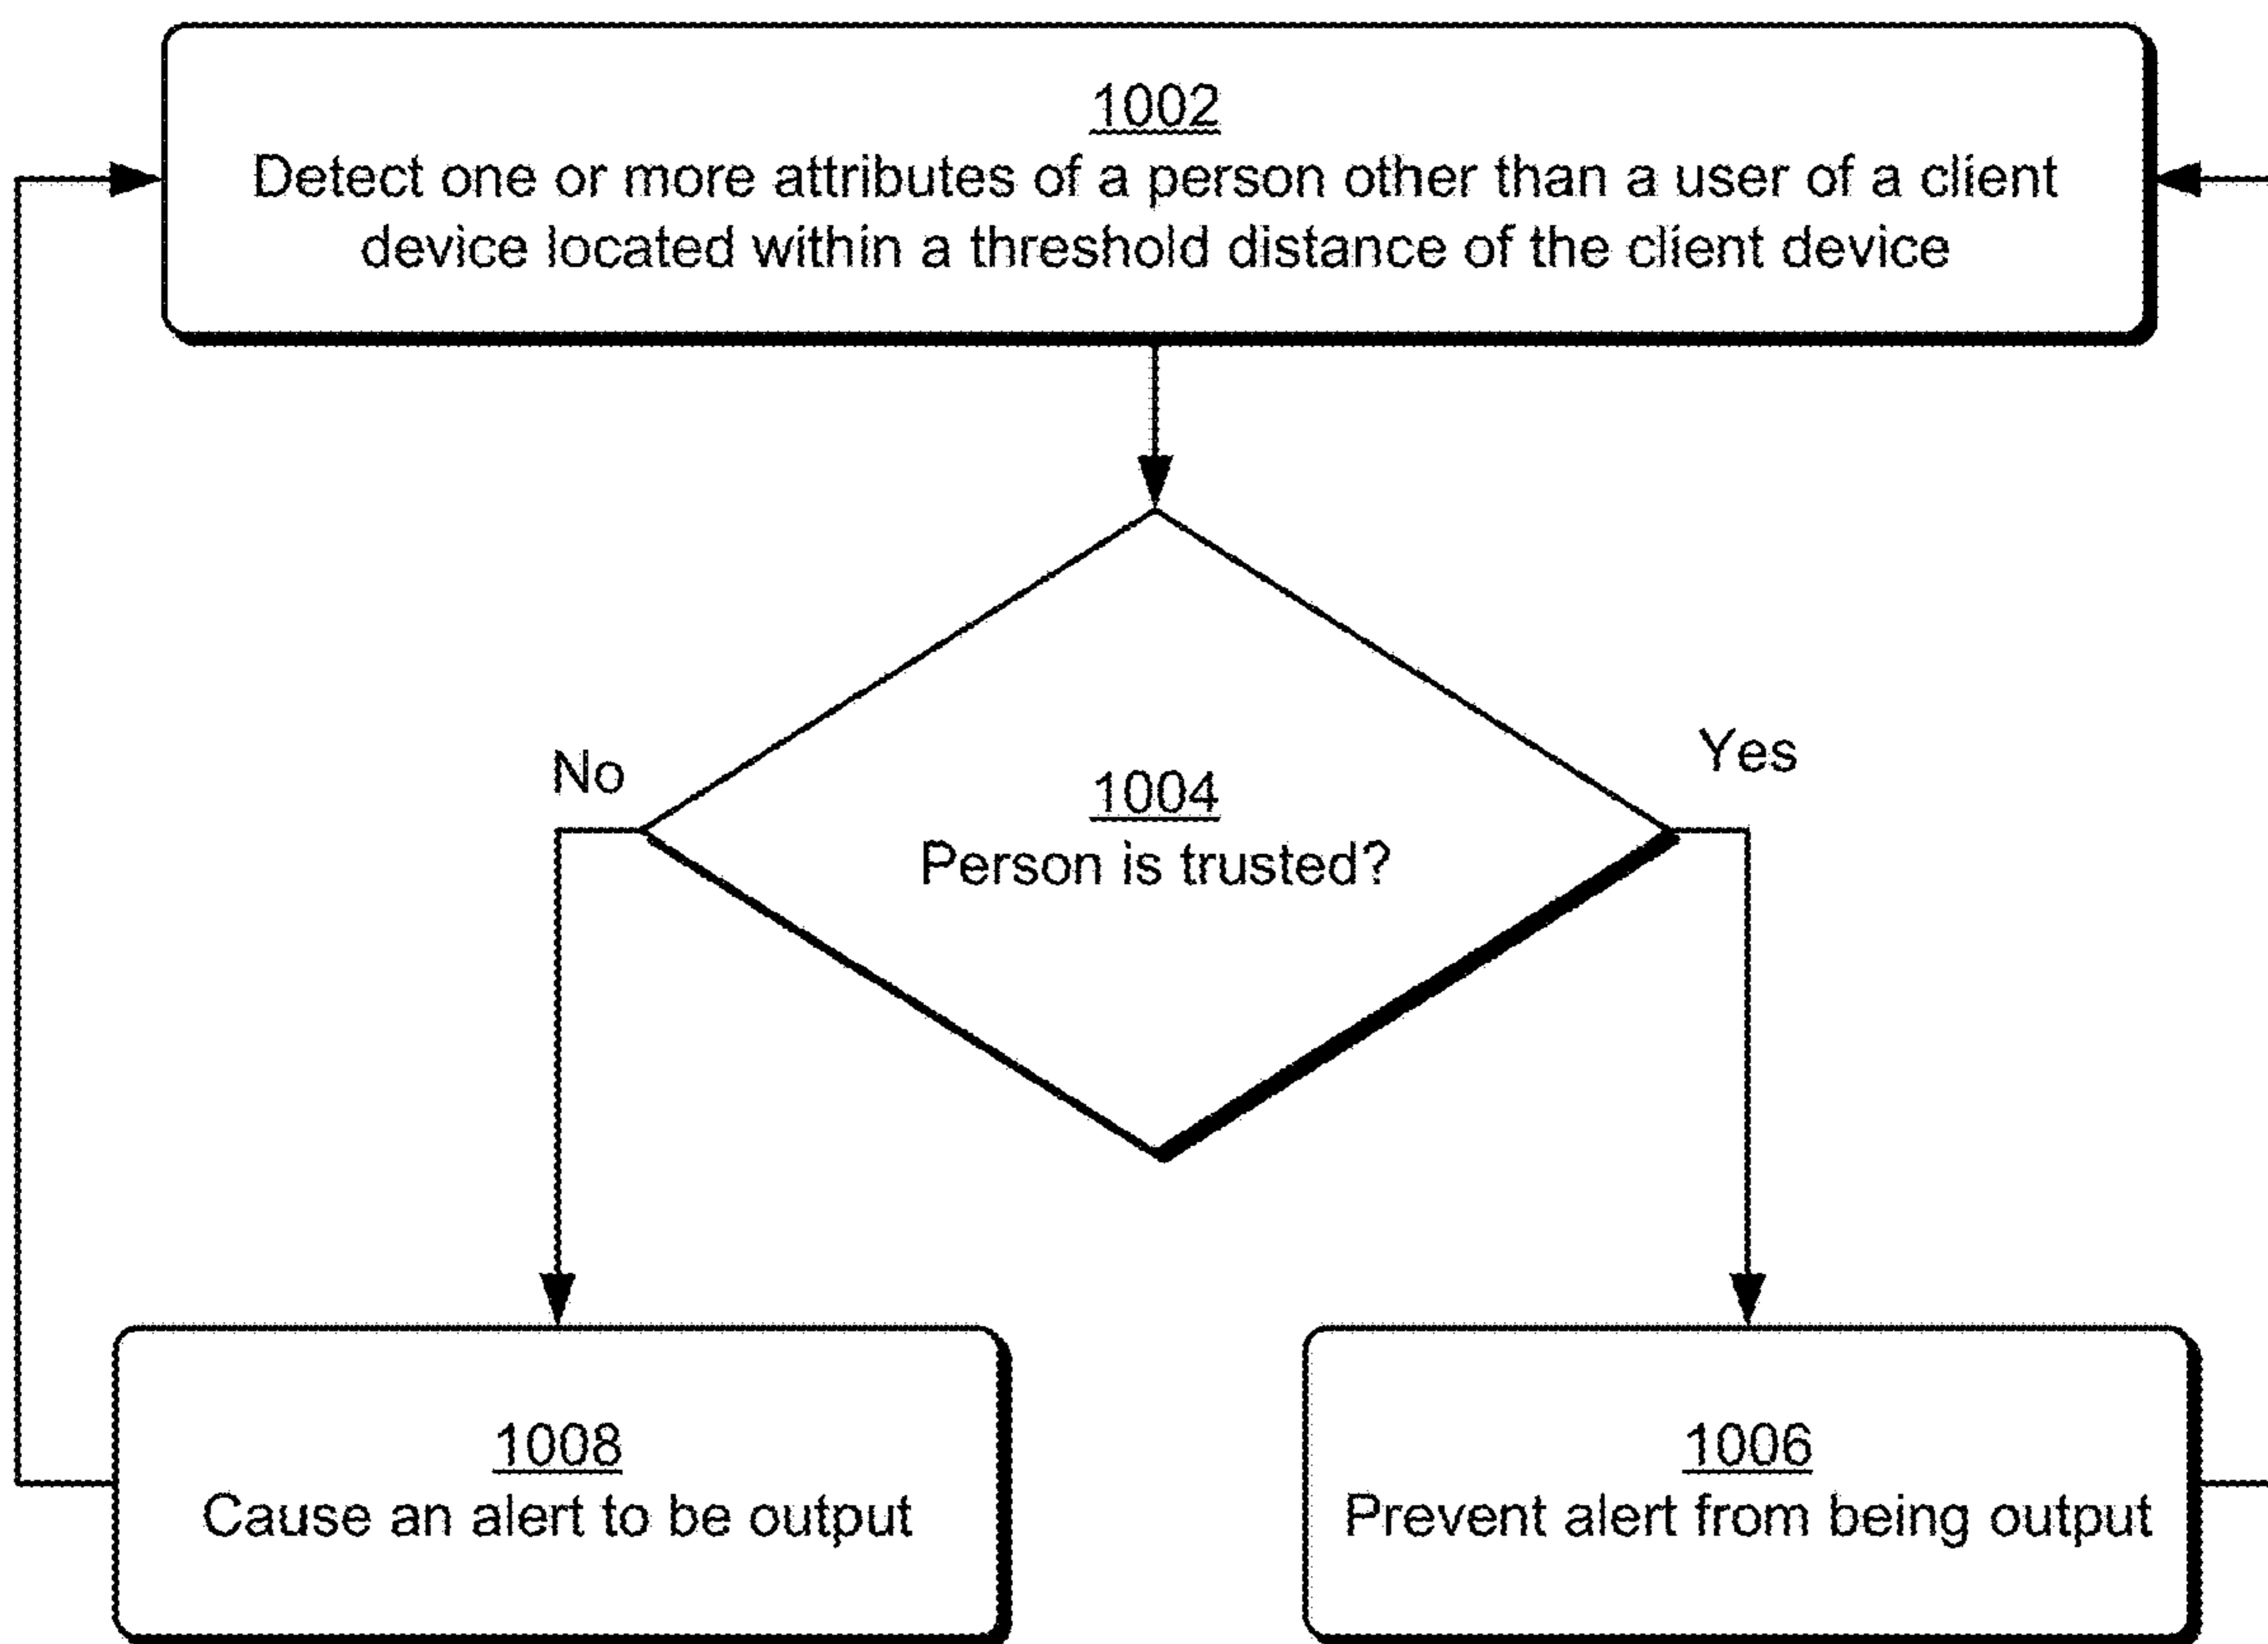 1002
Detect one or more attributes of a person other than a user of a client
device located within a threshold distance of the client device
No
Yes
1004
Person is trusted?
1008
Cause an alert to be output
1006
Prevent alert from being output